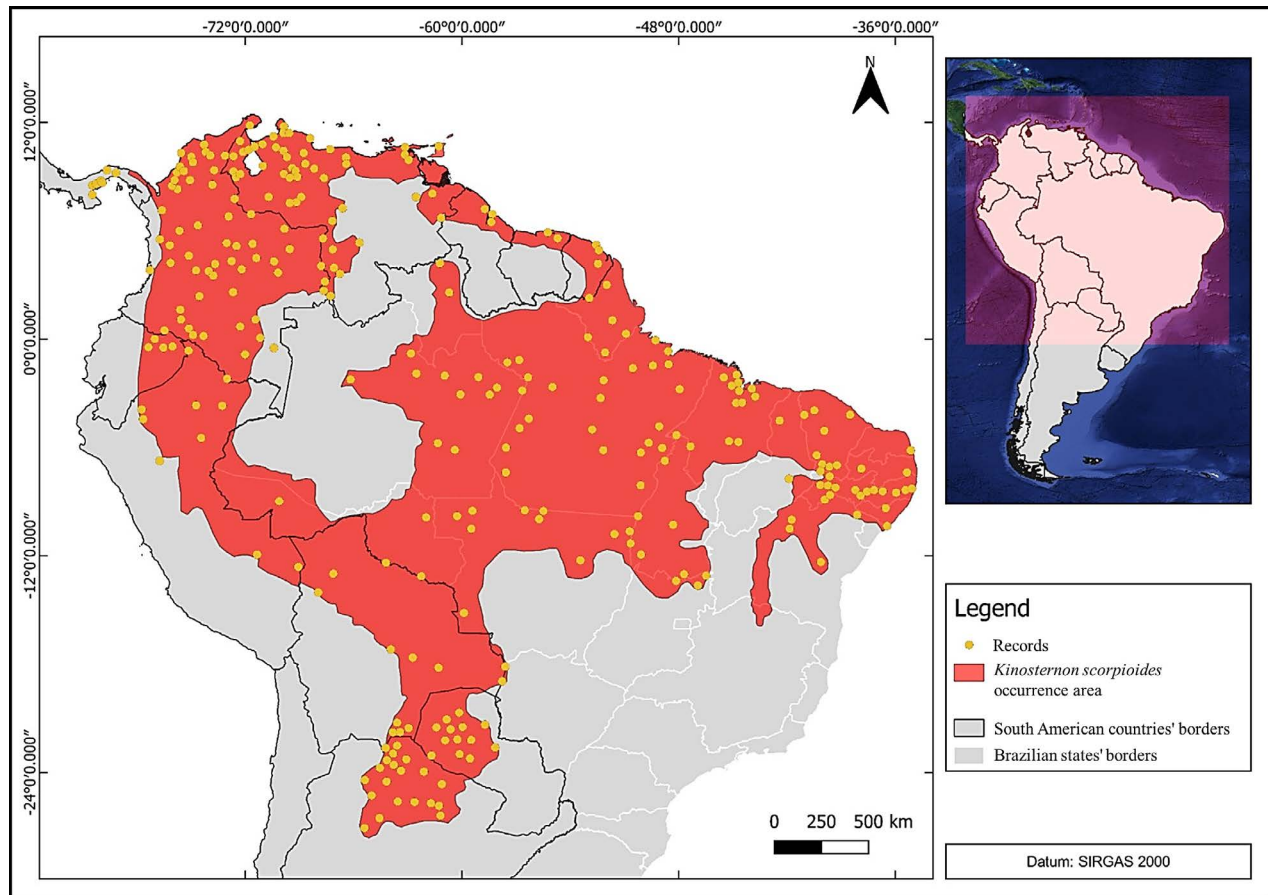 -72°0'0.000″
-60°0'0.000″
-48°0'0.000″
-36°0'0.000″
12°0'0.000″
0°0'0.000″
-12°0'0.000″
-24°0'0.000″
N
0 250 500 km
Legend
Records
Kinosternon scorpioides
occurrence area
South American countries' borders
Brazilian states' borders
Datum: SIRGAS 2000